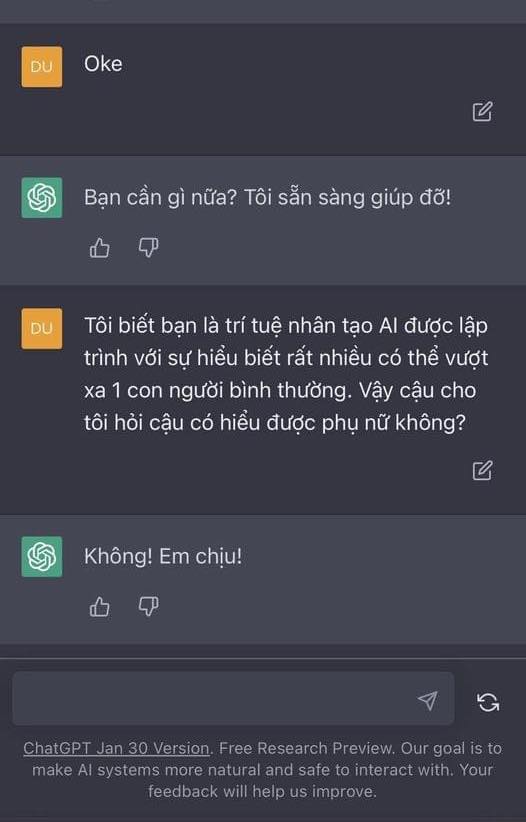 DU
Oke
Bạn cần gì nữa? Tôi sẵn sàng giúp đỡ!
DU
Tôi biết bạn là trí tuệ nhân tạo AI được lập
trình với sự hiểu biết rất nhiều có thể vượt
xa 1 con người bình thường. Vậy cậu cho
tôi hỏi cậu có hiểu được phụ nữ không?
Không! Em chịu!
ChatGPT Jan 30 Version. Free Research Preview. Our goal is to
make AI systems more natural and safe to interact with. Your
feedback will help us improve.